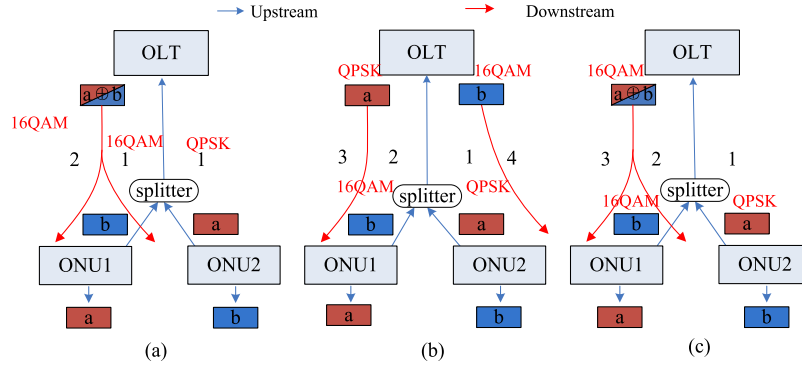 Upstream
Downstream
OLT
a⊕b
16QAM
16QAM
QPSK
2
1
1
splitter
b
a
ONU1
ONU2
a
b
(a)
OLT
QPSK
16QAM
a
b
3
2
1
4
16QAM
QPSK
splitter
b
a
ONU1
ONU2
a
b
(b)
OLT
16QAM
a⊕b
3
2
1
splitter
16QAM
QPSK
b
a
ONU1
ONU2
a
b
(c)